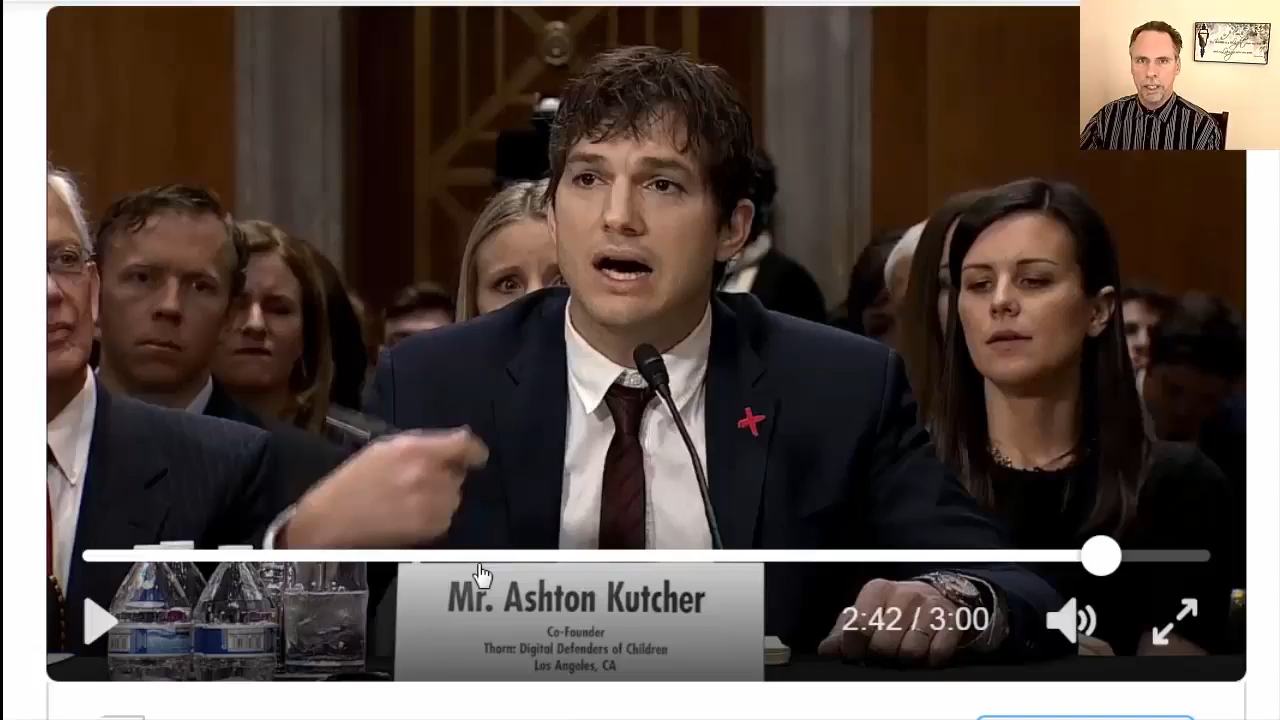 Mr. Ashton Kutcher
Co-Founder
Thorn: Digital Defenders of Children
Los Angeles, CA
2:42 / 3:00